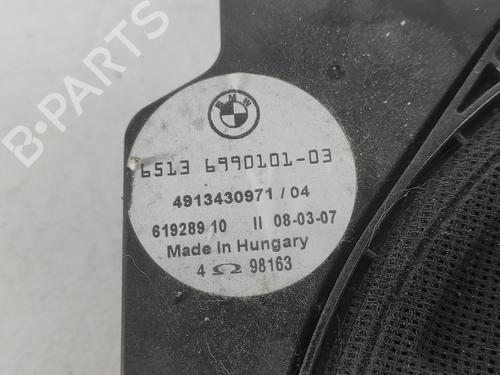 B-PARTS
BMW
6513 6990101-03
4913430971 / 04
619289 10 II 08-03-07
Made in Hungary
4 Ω 98163